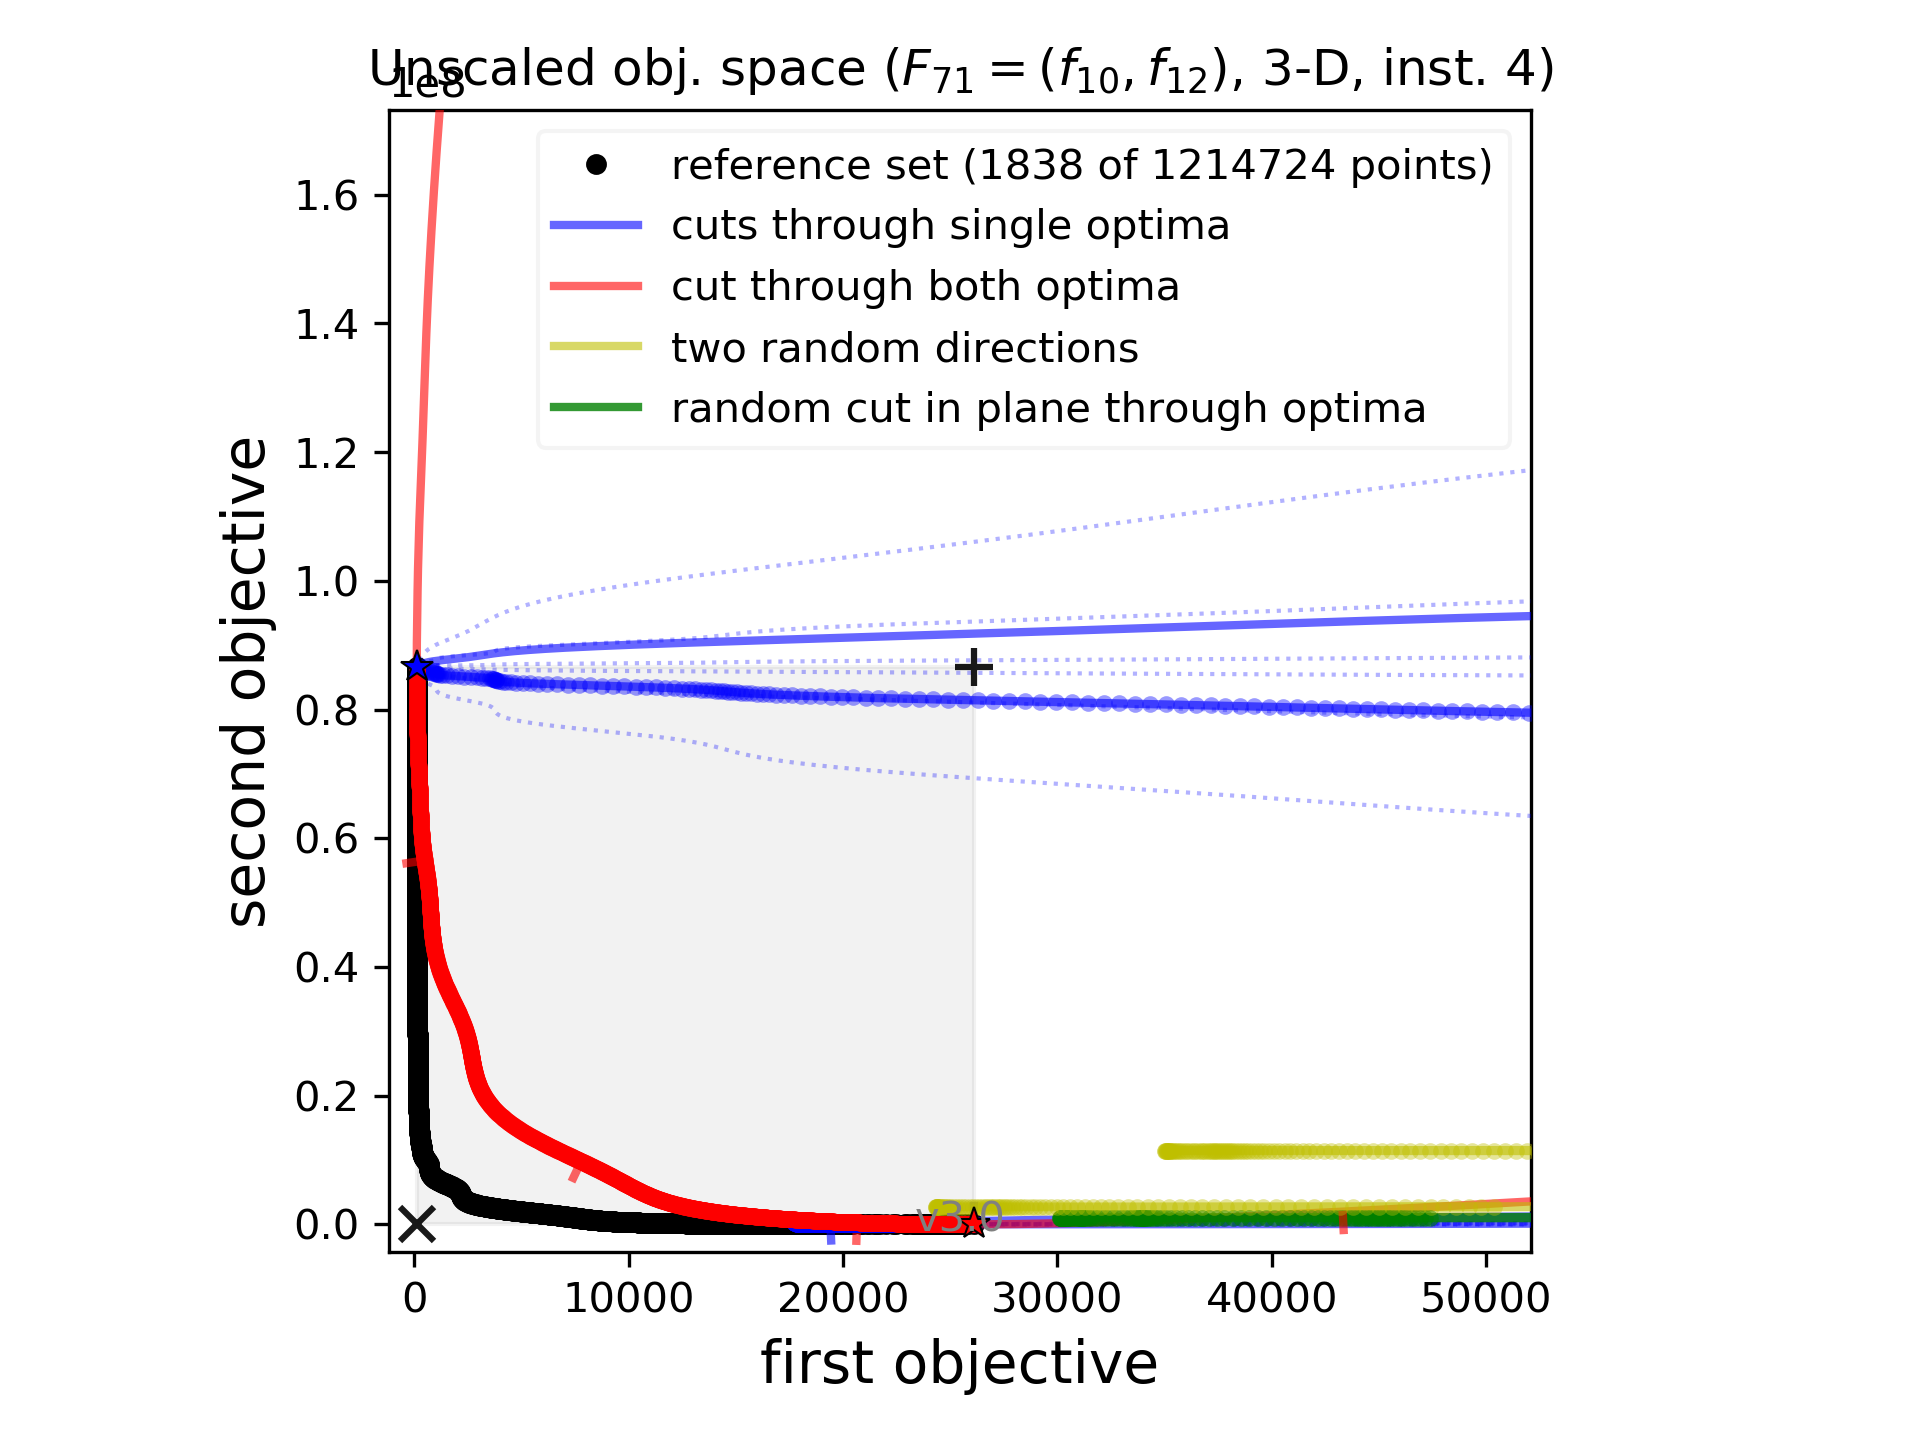 Unscaled obj. space (F₇₁ = (f₁₀, f₁₂), 3-D, inst. 4)
1e8
reference set (1838 of 1214724 points)
cuts through single optima
cut through both optima
two random directions
random cut in plane through optima
second objective
1.6
1.4
1.2
1.0
0.8
0.6
0.4
0.2
0.0
v3.0
0 10000 20000 30000 40000 50000
first objective